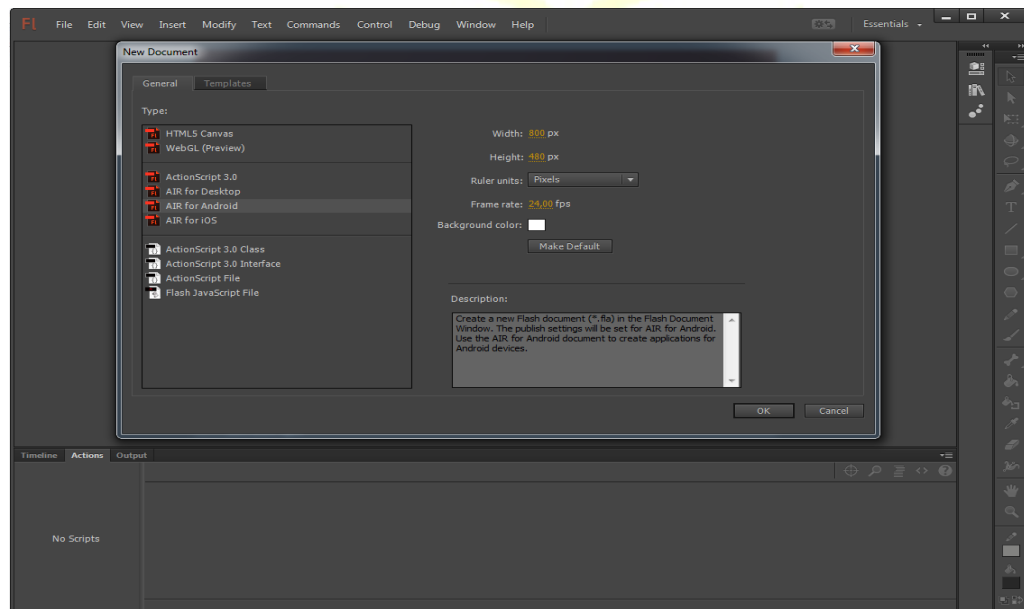 Fl File Edit View Insert Modify Text Commands Control Debug Window Help Essentials
New Document
General Templates
Type:
HTML5 Canvas
WebGL (Preview)
ActionScript 3.0
AIR for Desktop
AIR for Android
AIR for iOS
ActionScript 3.0 Class
ActionScript 3.0 Interface
ActionScript File
Flash JavaScript File
Width: 800 px
Height: 480 px
Ruler units: Pixels
Frame rate: 24,00 fps
Background color:
Make Default
Description:
Create a new Flash document (*.fla) in the Flash Document
Window. The publish settings will be set for AIR for Android.
Use the AIR for Android document to create applications for
Android devices.
OK Cancel
Timeline Actions Output
No Scripts